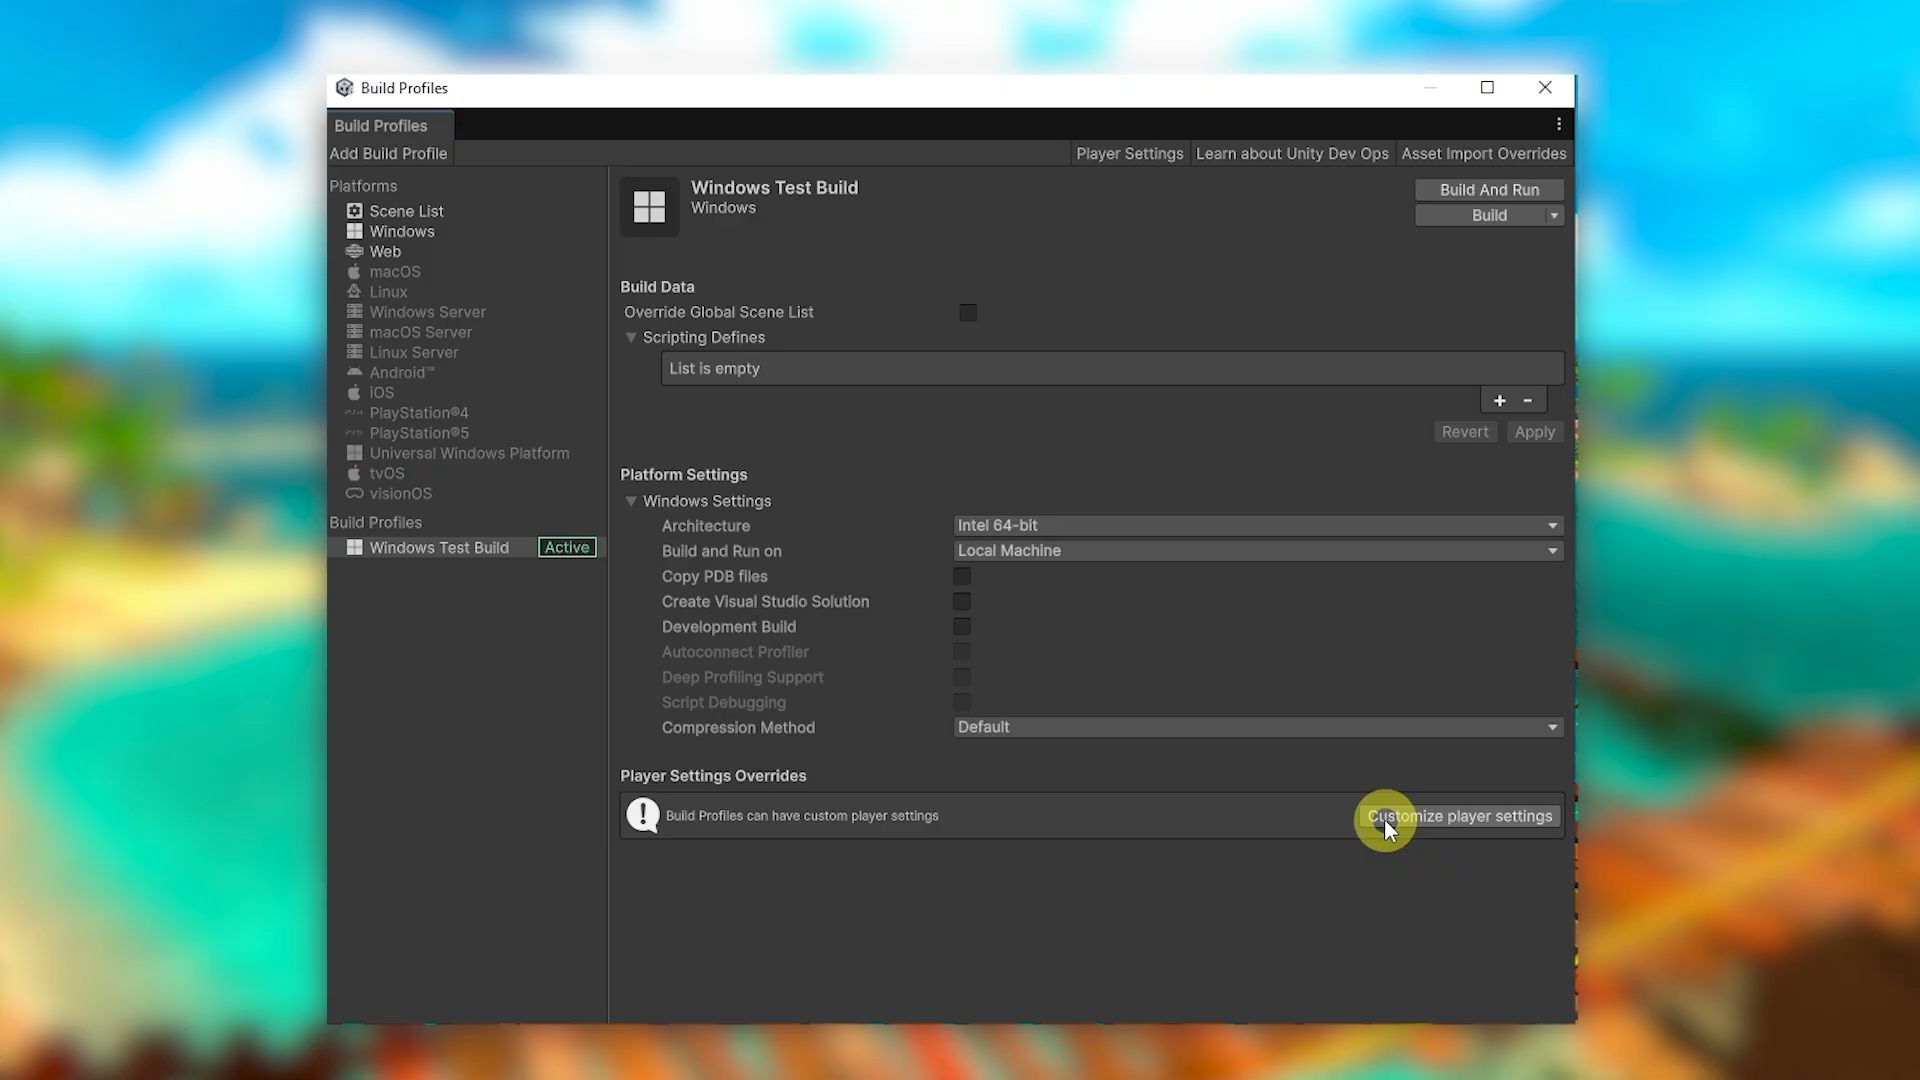 Build Profiles
Build Profiles
Add Build Profile
Player Settings
Learn about Unity Dev Ops
Asset Import Overrides
Platforms
Scene List
Windows
Web
macOS
Linux
Windows Server
macOS Server
Linux Server
Android™
iOS
PlayStation®4
PlayStation®5
Universal Windows Platform
tvOS
visionOS
Build Profiles
Windows Test Build
Active
Windows Test Build
Windows
Build And Run
Build
Build Data
Override Global Scene List
Scripting Defines
List is empty
+ -
Revert
Apply
Platform Settings
Windows Settings
Architecture
Intel 64-bit
Build and Run on
Local Machine
Copy PDB files
Create Visual Studio Solution
Development Build
Autoconnect Profiler
Deep Profiling Support
Script Debugging
Compression Method
Default
Player Settings Overrides
Build Profiles can have custom player settings
Customize player settings